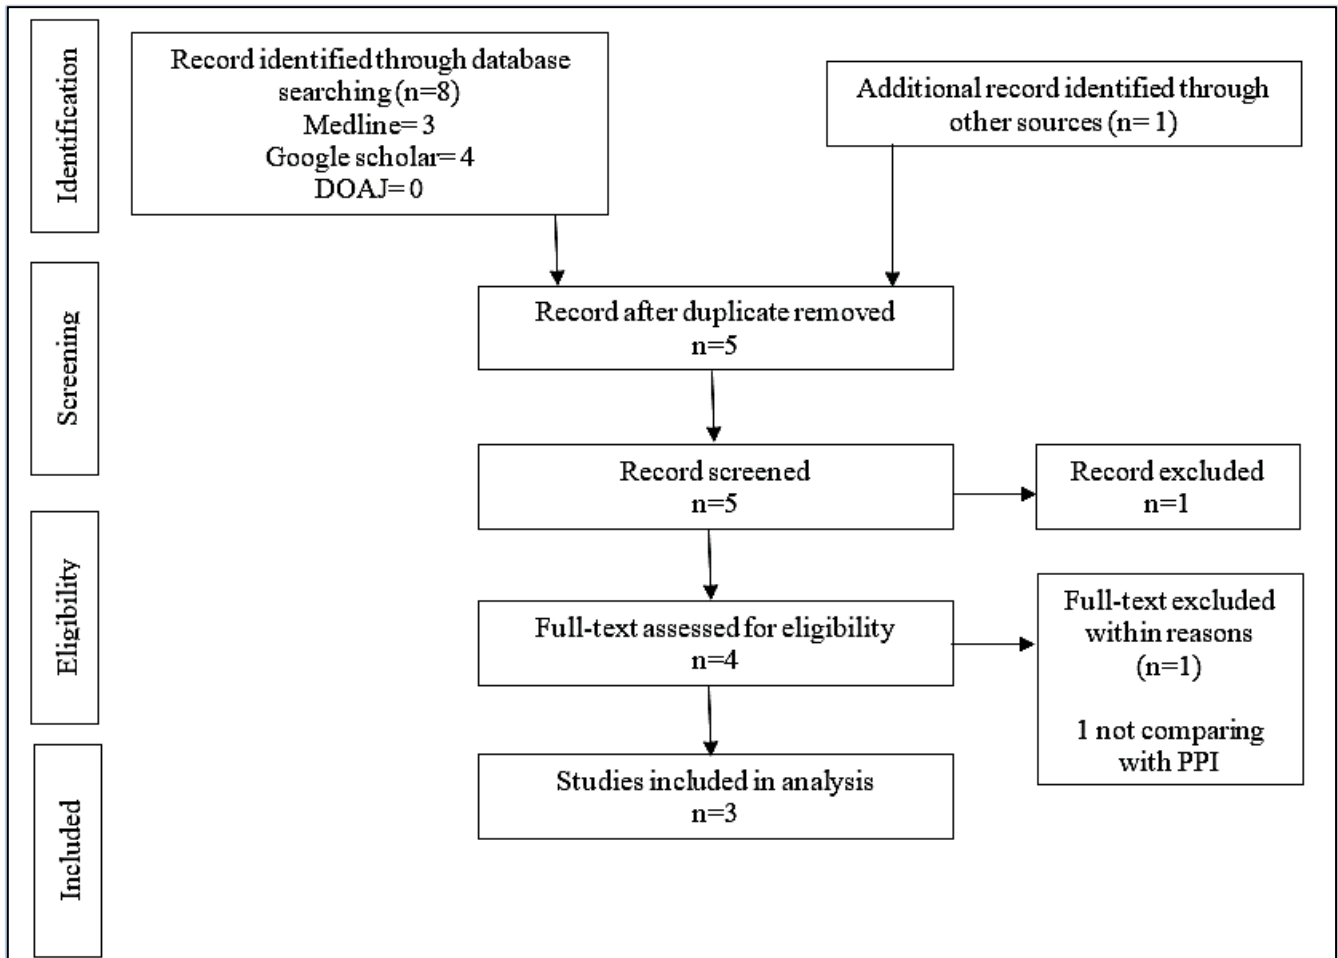 Identification
Record identified through database
searching (n=8)
Medline= 3
Google scholar= 4
DOAJ= 0
Additional record identified through
other sources (n= 1)
Screening
Record after duplicate removed
n=5
Record screened
n=5
Record excluded
n=1
Eligibility
Full-text assessed for eligibility
n=4
Full-text excluded
within reasons
(n=1)
1 not comparing
with PPI
Included
Studies included in analysis
n=3